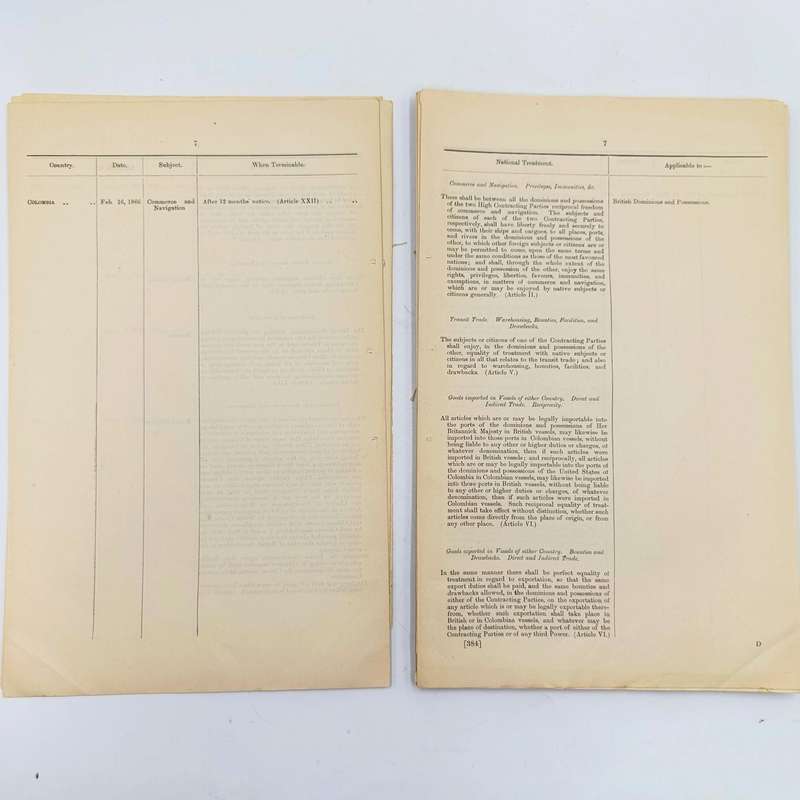 7
Country. Date. Subject. When Terminable.
COLOMBIA .. .. Feb. 16, 1866 Commerce and Navigation After 12 months' notice. (Article XXII) .. ..
7
National Treatment. Applicable to :—
Commerce and Navigation. Privileges, Immunities, &c.
There shall be between all the dominions and possessions British Dominions and Possessions.
of the two High Contracting Parties reciprocal freedom
of commerce and navigation. The subjects and
citizens of each of the two Contracting Parties,
respectively, shall have liberty freely and securely to
come, with their ships and cargoes, to all places, ports,
and rivers in the dominions and possessions of the
other, to which other foreign subjects or citizens are or
may be permitted to come, upon the same terms and
under the same conditions as those of the most favoured
nations; and shall, through the whole extent of the
dominions and possession of the other, enjoy the same
rights, privileges, liberties, favours, immunities, and
exemptions, in matters of commerce and navigation,
which are or may be enjoyed by native subjects or
citizens generally. (Article II.)
Transit Trade. Warehousing, Bounties, Facilities, and
Drawbacks.
The subjects or citizens of one of the Contracting Parties
shall enjoy, in the dominions and possessions of the
other, equality of treatment with native subjects or
citizens in all that relates to the transit trade; and also
in regard to warehousing, bounties, facilities, and
drawbacks. (Article V.)
Goods imported in Vessels of either Country. Direct and
Indirect Trade. Reciprocity.
All articles which are or may be legally importable into
the ports of the dominions and possessions of Her
Britannick Majesty in British vessels, may likewise be
imported into those ports in Colombian vessels, without
being liable to any other or higher duties or charges, of
whatever denomination, than if such articles were
imported in British vessels; and reciprocally, all articles
which are or may be legally importable into the ports of
the dominions and possessions of the United States of
Colombia in Colombian vessels, may likewise be imported
into those ports in British vessels, without being liable
to any other or higher duties or charges, of whatever
denomination, than if such articles were imported in
Colombian vessels. Such reciprocal equality of treat-
ment shall take effect without distinction, whether such
articles come directly from the place of origin, or from
any other place. (Article VI.)
Goods exported in Vessels of either Country. Bounties and
Drawbacks. Direct and Indirect Trade.
In the same manner there shall be perfect equality of
treatment in regard to exportation, so that the same
export duties shall be paid, and the same bounties and
drawbacks allowed, in the dominions and possessions of
either of the Contracting Parties, on the exportation of
any article which is or may be legally exportable there-
from, whether such exportation shall take place in
British or in Colombian vessels, and whatever may be
the place of destination, whether a port of either of the
Contracting Parties or of any third Power. (Article VI.)
[384] D